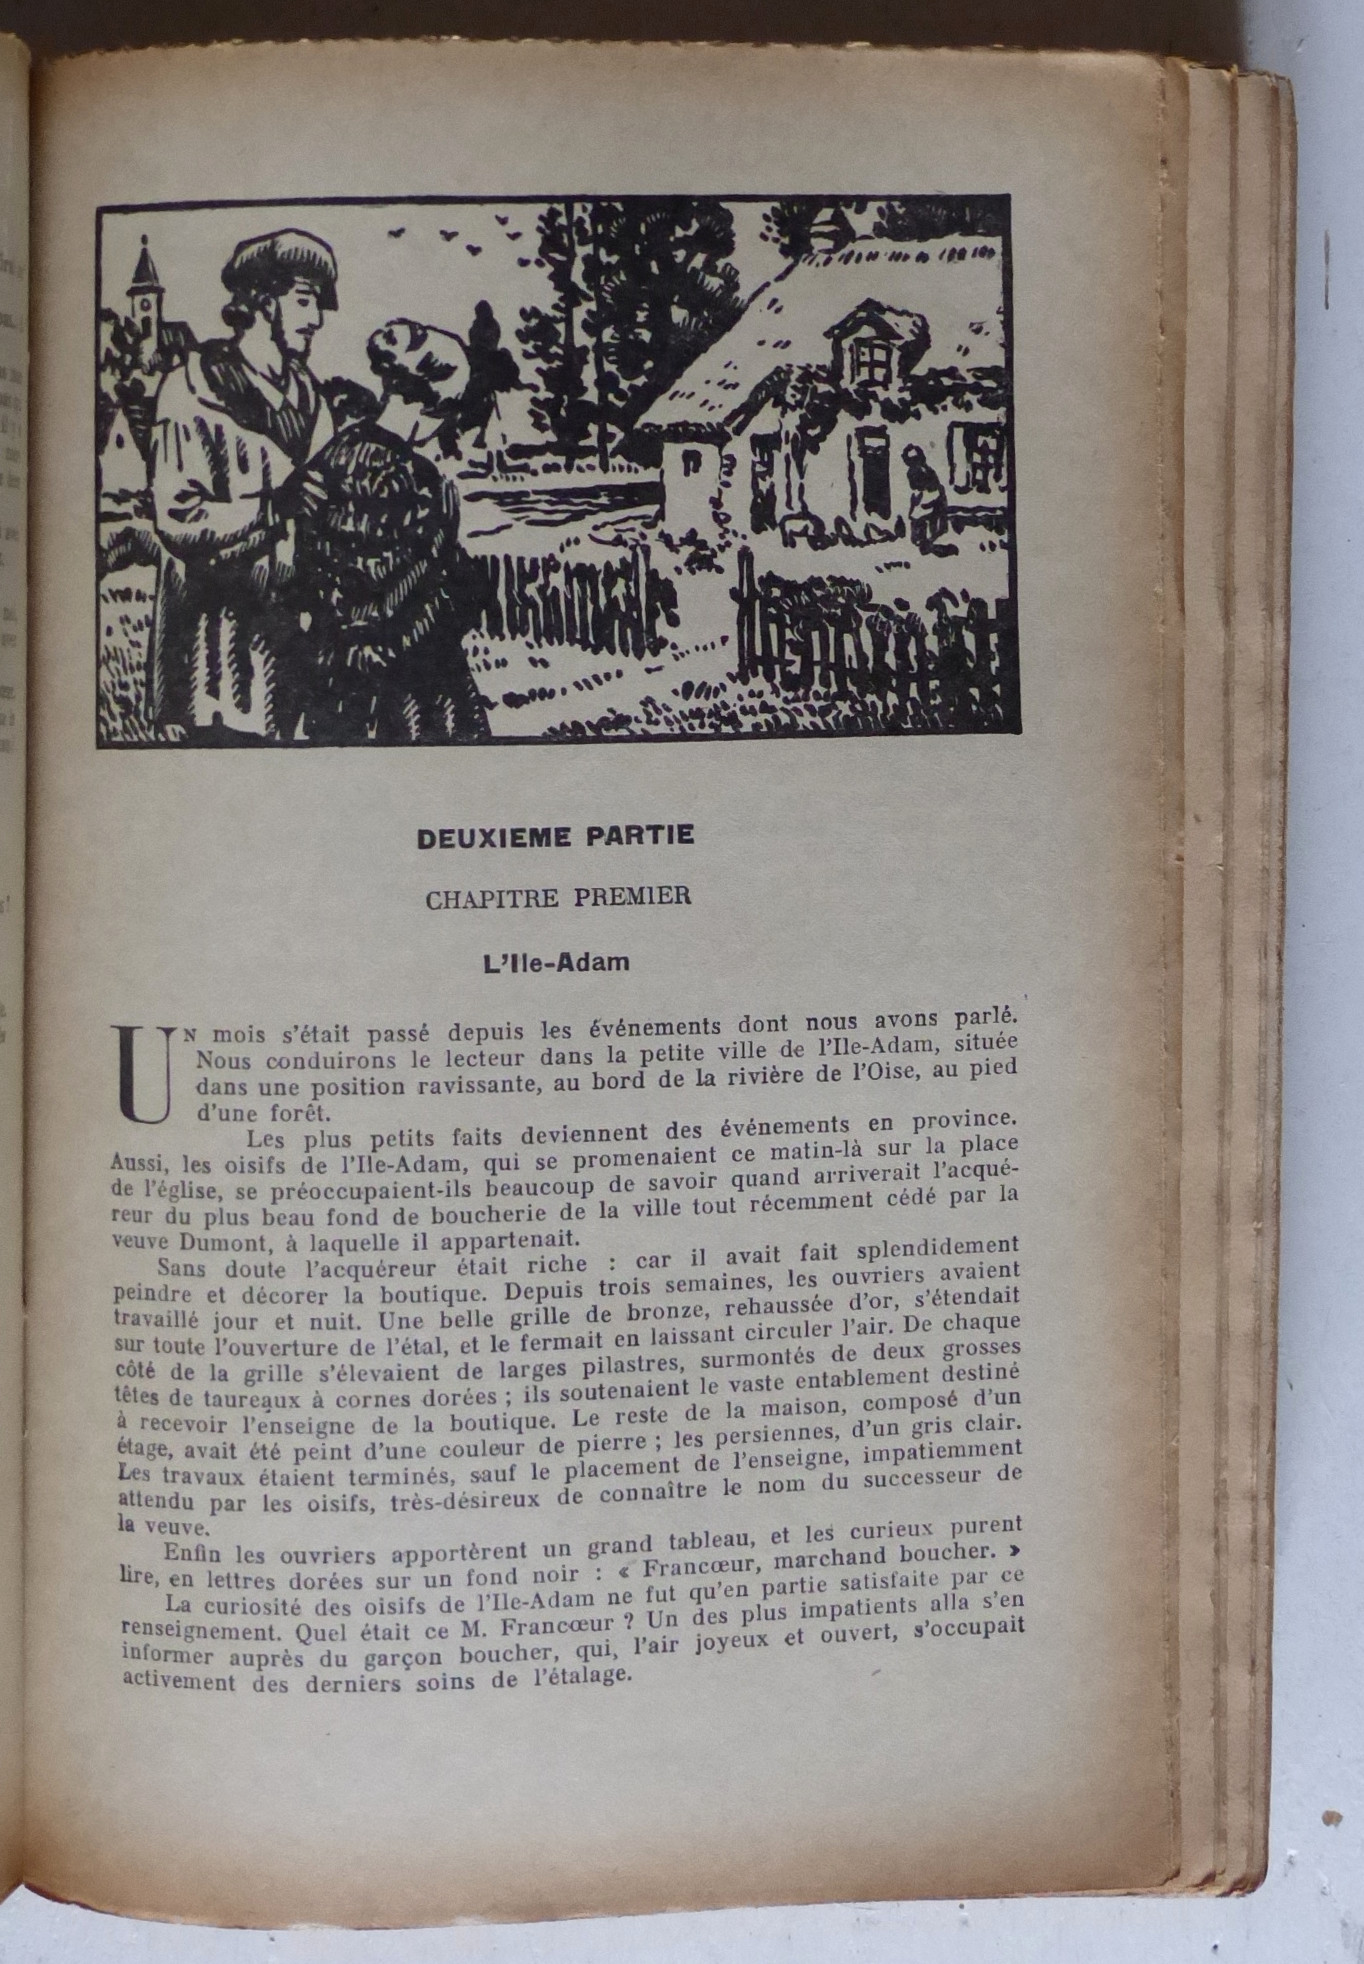 DEUXIEME PARTIE
CHAPITRE PREMIER
L'Ile-Adam
UN mois s'était passé depuis les événements dont nous avons parlé.
Nous conduirons le lecteur dans la petite ville de l'Ile-Adam, située
dans une position ravissante, au bord de la rivière de l'Oise, au pied
d'une forêt.
Les plus petits faits deviennent des événements en province.
Aussi, les oisifs de l'Ile-Adam, qui se promenaient ce matin-là sur la place
de l'église, se préoccupaient-ils beaucoup de savoir quand arriverait l'acqué-
reur du plus beau fond de boucherie de la ville tout récemment cédé par la
veuve Dumont, à laquelle il appartenait.
Sans doute l'acquéreur était riche : car il avait fait splendidement
peindre et décorer la boutique. Depuis trois semaines, les ouvriers avaient
travaillé jour et nuit. Une belle grille de bronze, rehaussée d'or, s'étendait
sur toute l'ouverture de l'étal, et le fermait en laissant circuler l'air. De chaque
côté de la grille s'élevaient de larges pilastres, surmontés de deux grosses
têtes de taureaux à cornes dorées ; ils soutenaient le vaste entablement destiné
à recevoir l'enseigne de la boutique. Le reste de la maison, composé d'un
étage, avait été peint d'une couleur de pierre ; les persiennes, d'un gris clair.
Les travaux étaient terminés, sauf le placement de l'enseigne, impatiemment
attendu par les oisifs, très-désireux de connaître le nom du successeur de
la veuve.
Enfin les ouvriers apportèrent un grand tableau, et les curieux purent
lire, en lettres dorées sur un fond noir : « Francœur, marchand boucher. »
La curiosité des oisifs de l'Ile-Adam ne fut qu'en partie satisfaite par ce
renseignement. Quel était ce M. Francœur ? Un des plus impatients alla s'en
informer auprès du garçon boucher, qui, l'air joyeux et ouvert, s'occupait
activement des derniers soins de l'étalage.